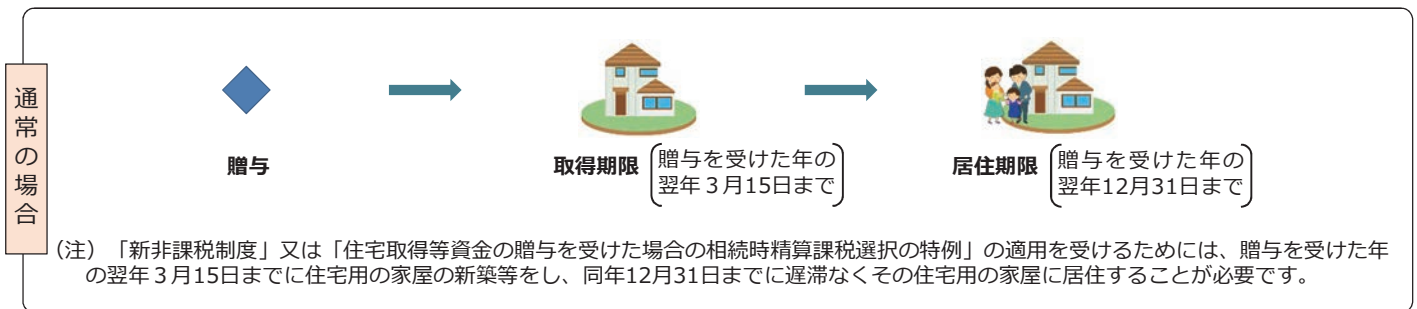 通常の場合
贈与
取得期限
贈与を受けた年の
翌年３月15日まで
居住期限
贈与を受けた年の
翌年12月31日まで
（注）「新非課税制度」又は「住宅取得等資金の贈与を受けた場合の相続時精算課税選択の特例」の適用を受けるためには、贈与を受けた年
の翌年３月15日までに住宅用の家屋の新築等をし、同年12月31日までに遅滞なくその住宅用の家屋に居住することが必要です。